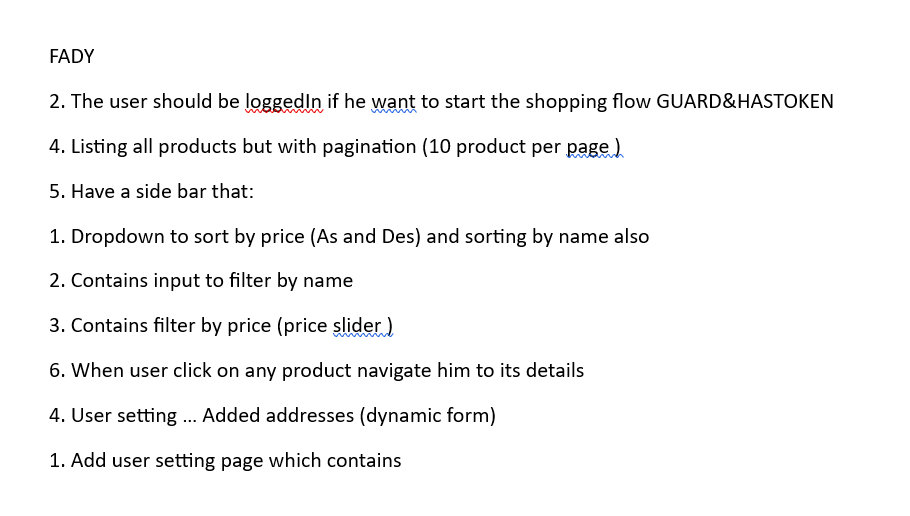 FADY
2. The user should be loggedIn if he want to start the shopping flow GUARD&HASTOKEN
4. Listing all products but with pagination (10 product per page )
5. Have a side bar that:
1. Dropdown to sort by price (As and Des) and sorting by name also
2. Contains input to filter by name
3. Contains filter by price (price slider )
6. When user click on any product navigate him to its details
4. User setting ... Added addresses (dynamic form)
1. Add user setting page which contains